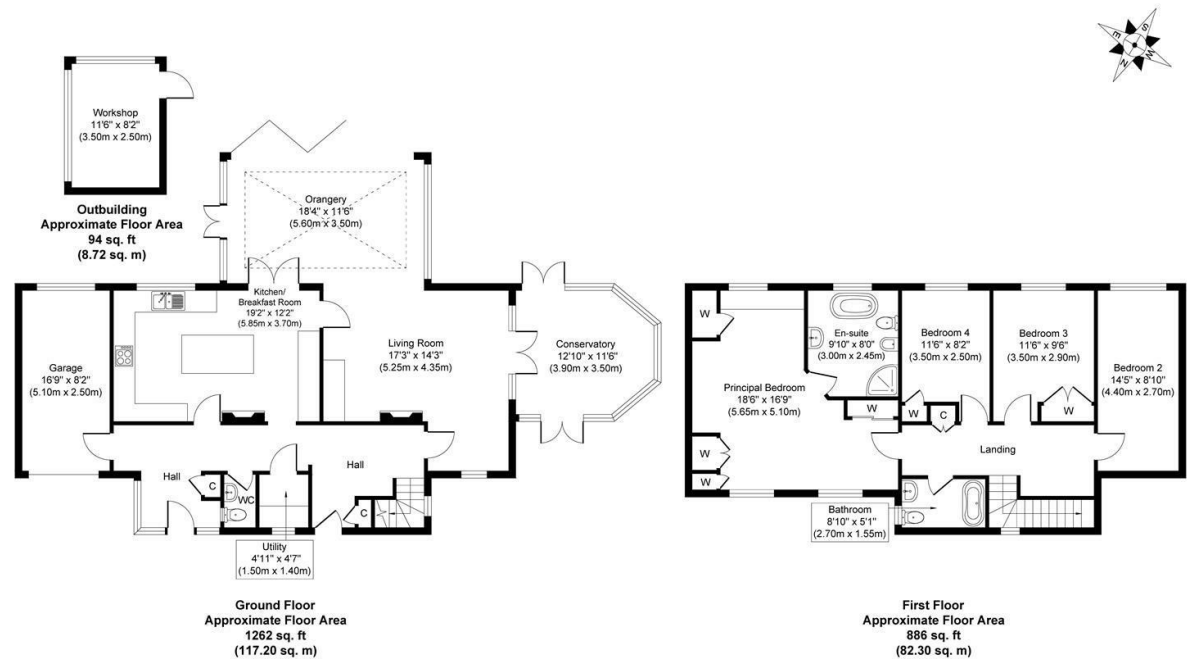 S
E
W
N
Workshop
11'6" x 8'2"
(3.50m x 2.50m)
Outbuilding
Approximate Floor Area
94 sq. ft
(8.72 sq. m)
Orangery
18'4" x 11'6"
(5.60m x 3.50m)
Kitchen/
Breakfast Room
19'2" x 12'2"
(5.85m x 3.70m)
Garage
16'9" x 8'2"
(5.10m x 2.50m)
Living Room
17'3" x 14'3"
(5.25m x 4.35m)
Conservatory
12'10" x 11'6"
(3.90m x 3.50m)
Hall
C
WC
Hall
C
Utility
4'11" x 4'7"
(1.50m x 1.40m)
Ground Floor
Approximate Floor Area
1262 sq. ft
(117.20 sq. m)
W
En-suite
9'10" x 8'0"
(3.00m x 2.45m)
Bedroom 4
11'6" x 8'2"
(3.50m x 2.50m)
Bedroom 3
11'6" x 9'6"
(3.50m x 2.90m)
Bedroom 2
14'5" x 8'10"
(4.40m x 2.70m)
Principal Bedroom
18'6" x 16'9"
(5.65m x 5.10m)
W
W
C
W
W
W
Landing
Bathroom
8'10" x 5'1"
(2.70m x 1.55m)
First Floor
Approximate Floor Area
886 sq. ft
(82.30 sq. m)